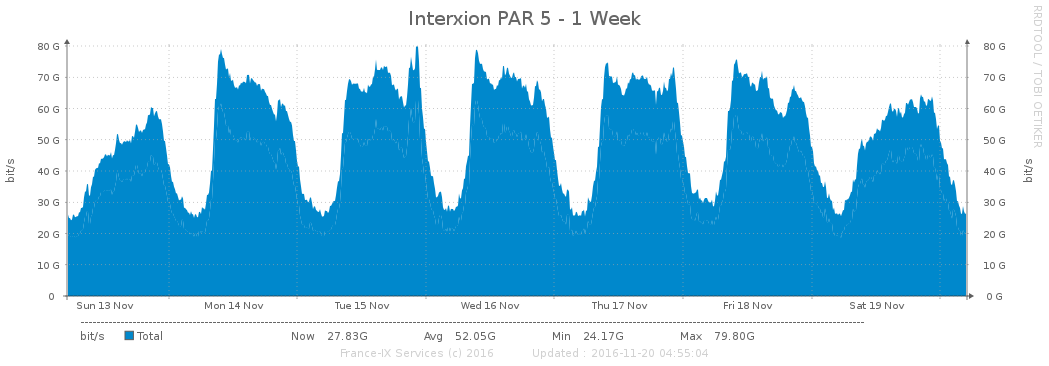 Interxion PAR 5 - 1 Week
RRDTOOL / TOBI OETIKER
80 G 80 G
70 G 70 G
60 G 60 G
50 G 50 G
40 G 40 G
30 G 30 G
20 G 20 G
10 G 10 G
0 0 G
bit/s
bit/s
Sun 13 Nov Mon 14 Nov Tue 15 Nov Wed 16 Nov Thu 17 Nov Fri 18 Nov Sat 19 Nov
bit/s Total Now 27.83G Avg 52.05G Min 24.17G Max 79.80G
France-IX Services (c) 2016 Updated : 2016-11-20 04:55:04